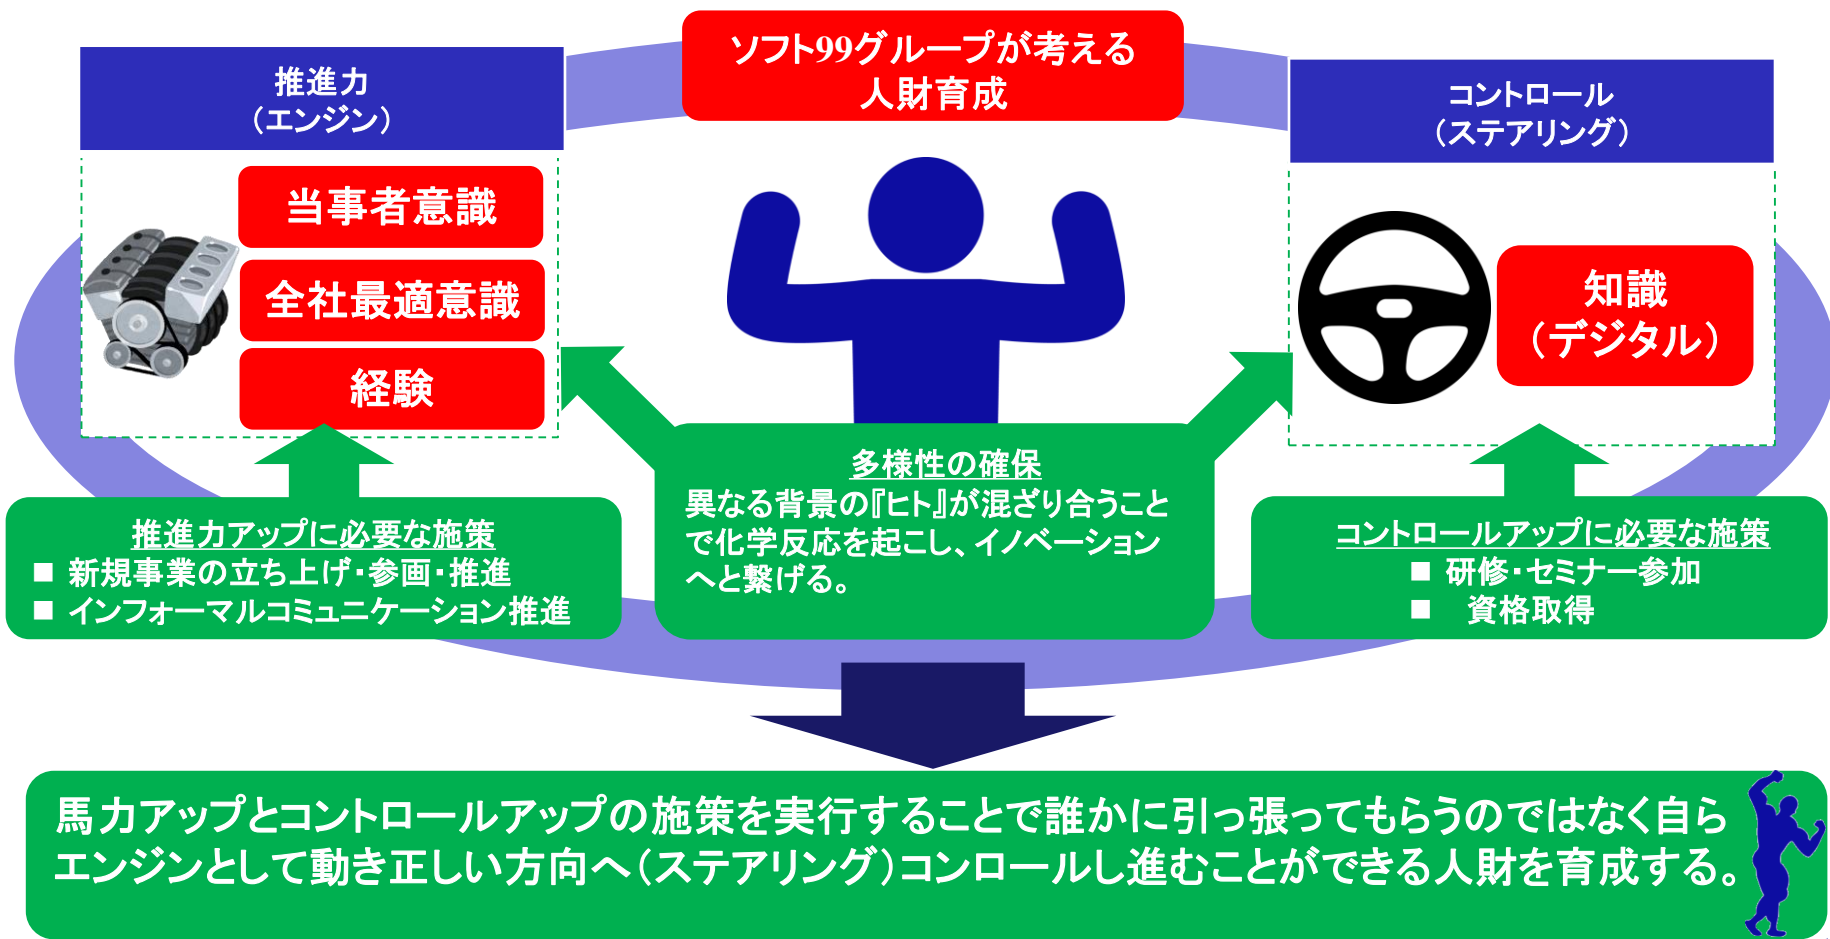 ソフト99グループが考える
人財育成
推進力
（エンジン）
当事者意識
全社最適意識
経験
コントロール
（ステアリング）
知識
（デジタル）
推進力アップに必要な施策
■ 新規事業の立ち上げ・参画・推進
■ インフォーマルコミュニケーション推進
多様性の確保
異なる背景の『ヒト』が混ざり合うこと
で化学反応を起こし、イノベーション
へと繋げる。
コントロールアップに必要な施策
■ 研修・セミナー参加
■ 資格取得
馬力アップとコントロールアップの施策を実行することで誰かに引っ張ってもらうのではなく自ら
エンジンとして動き正しい方向へ（ステアリング）コンロールし進むことができる人財を育成する。